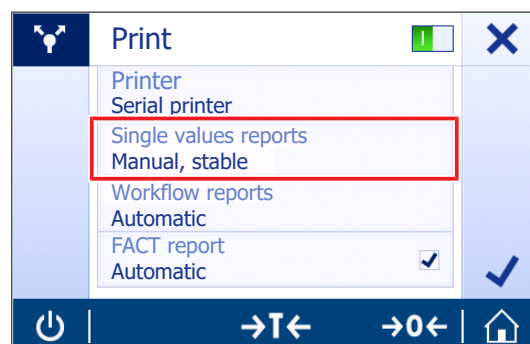 Print
Printer
Serial printer
Single values reports
Manual, stable
Workflow reports
Automatic
FACT report
Automatic
→T← →0←